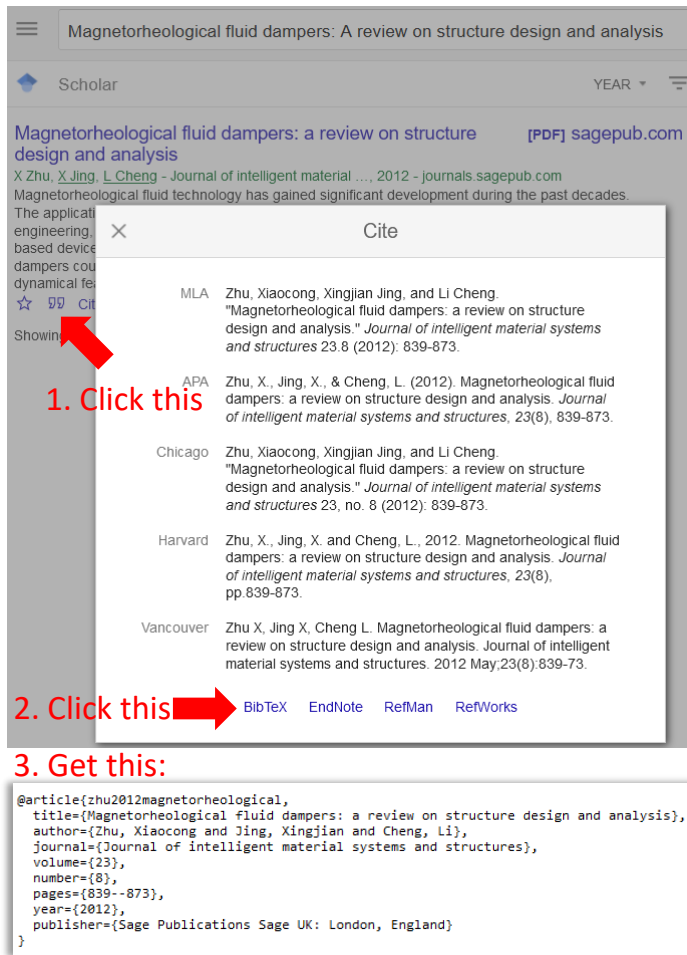 Magnetorheological fluid dampers: A review on structure design and analysis
Scholar
YEAR
Magnetorheological fluid dampers: a review on structure
design and analysis
[PDF] sagepub.com
X Zhu, X Jing, L Cheng - Journal of intelligent material …, 2012 - journals.sagepub.com
Magnetorheological fluid technology has gained significant development during the past decades.
The
engineering,
based
dampers
dynamical
Showing
1. Click this
Cite
MLA
Zhu, Xiaocong, Xingjian Jing, and Li Cheng.
"Magnetorheological fluid dampers: a review on structure
design and analysis." Journal of intelligent material systems
and structures 23.8 (2012): 839-873.
APA
Zhu, X., Jing, X., & Cheng, L. (2012). Magnetorheological fluid
dampers: a review on structure design and analysis. Journal
of intelligent material systems and structures, 23(8), 839-873.
Chicago
Zhu, Xiaocong, Xingjian Jing, and Li Cheng.
"Magnetorheological fluid dampers: a review on structure
design and analysis." Journal of intelligent material systems
and structures 23, no. 8 (2012): 839-873.
Harvard
Zhu, X., Jing, X. and Cheng, L., 2012. Magnetorheological fluid
dampers: a review on structure design and analysis. Journal
of intelligent material systems and structures, 23(8),
pp.839-873.
Vancouver
Zhu X, Jing X, Cheng L. Magnetorheological fluid dampers: a
review on structure design and analysis. Journal of intelligent
material systems and structures. 2012 May;23(8):839-73.
2. Click this
BibTeX EndNote RefMan RefWorks
3. Get this:
@article{zhu2012magnetorheological,
title={Magnetorheological fluid dampers: a review on structure design and analysis},
author={Zhu, Xiaocong and Jing, Xingjian and Cheng, Li},
journal={Journal of intelligent material systems and structures},
volume={23},
number={8},
pages={839--873},
year={2012},
publisher={Sage Publications Sage UK: London, England}
}